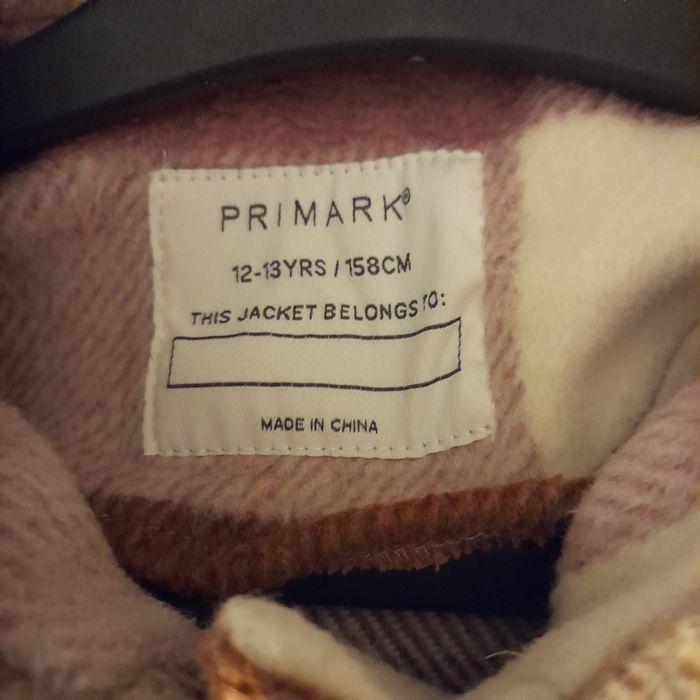 PRIMARK®
12-13YRS / 158CM
THIS JACKET BELONGS TO:
MADE IN CHINA